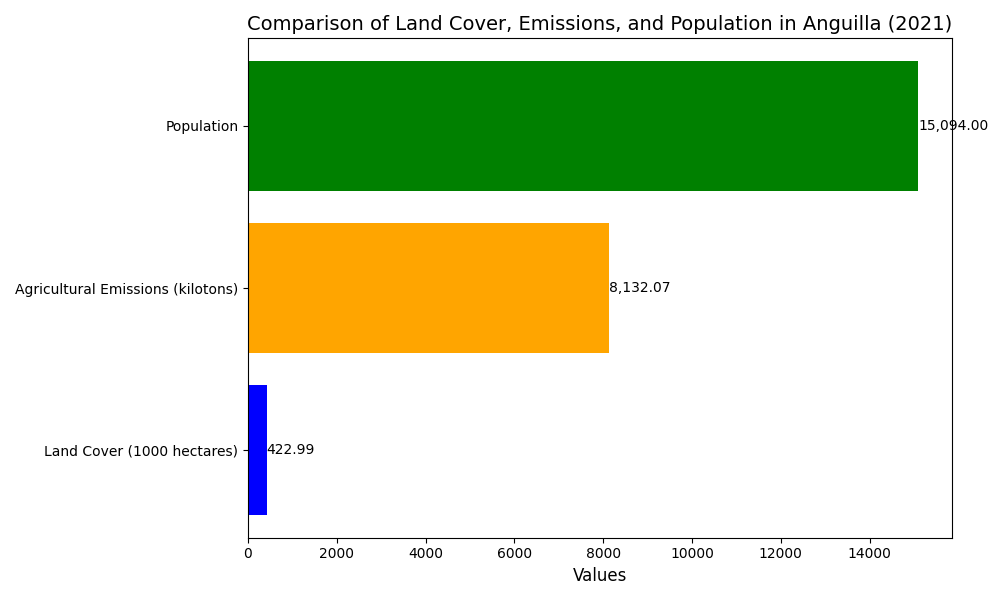 Comparison of Land Cover, Emissions, and Population in Anguilla (2021)
Population
15,094.00
Agricultural Emissions (kilotons)
8,132.07
Land Cover (1000 hectares)
422.99
0 2000 4000 6000 8000 10000 12000 14000
Values